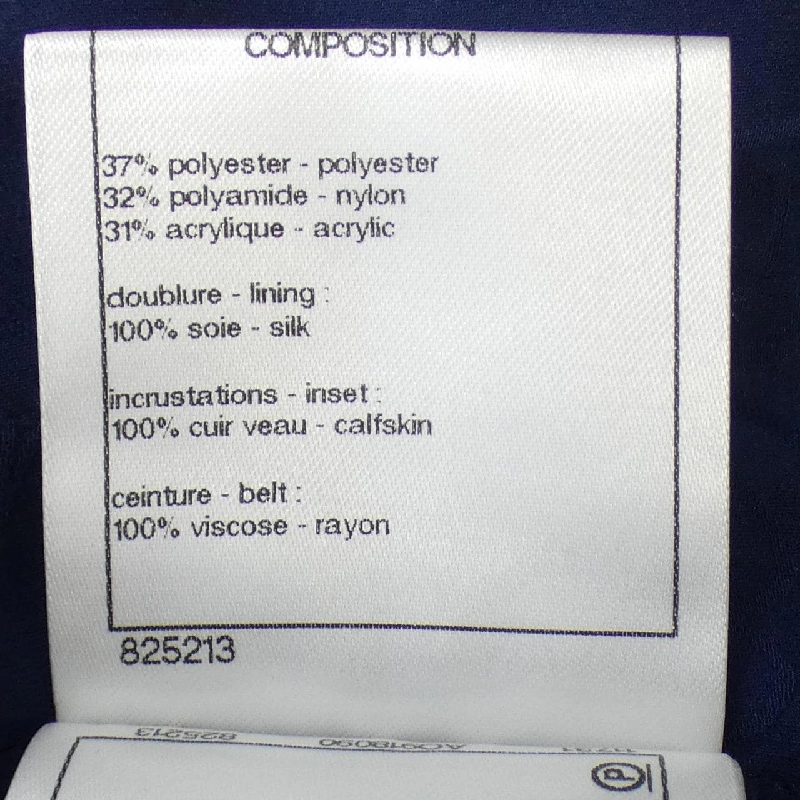 COMPOSITION
37% polyester - polyester
32% polyamide - nylon
31% acrylique - acrylic
doublure - lining :
100% soie - silk
incrustations - inset :
100% cuir veau - calfskin
ceinture - belt :
100% viscose - rayon
825213
825213
P